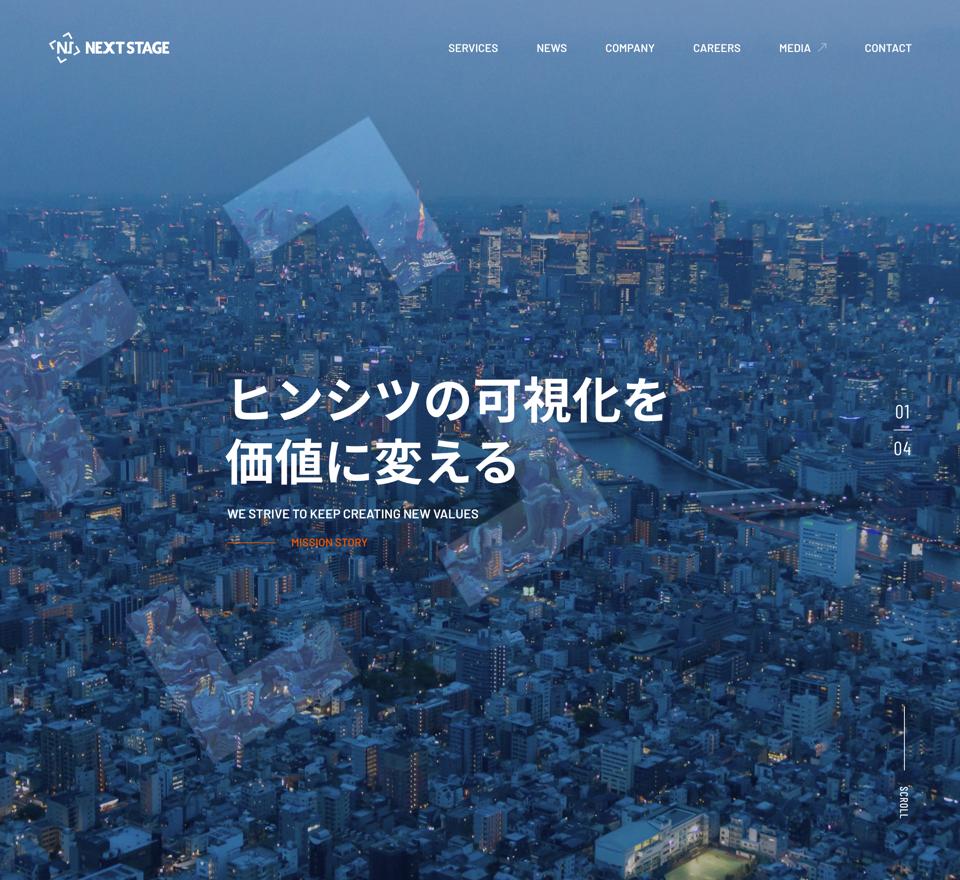 NS NEXT STAGE
SERVICES NEWS COMPANY CAREERS MEDIA CONTACT
ヒンシツの可視化を
価値に変える
WE STRIVE TO KEEP CREATING NEW VALUES
MISSION STORY
01
04
SCROLL